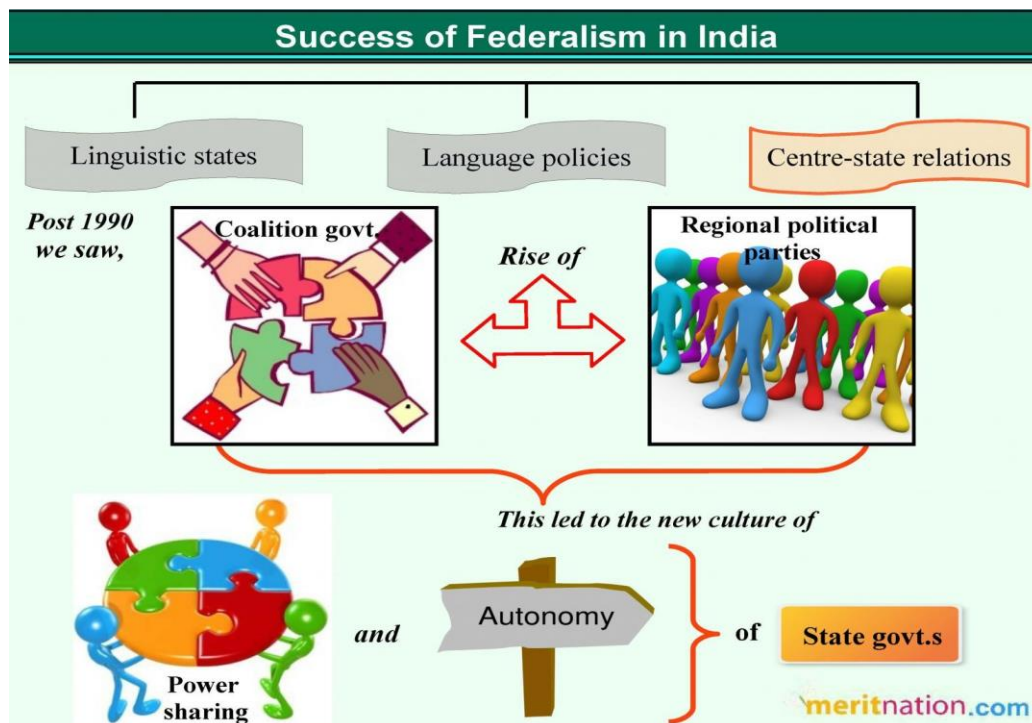 Success of Federalism in India
Linguistic states
Language policies
Centre-state relations
Post 1990
we saw,
Coalition govt.
Rise of
Regional political
parties
This led to the new culture of
Power
sharing
and
Autonomy
of
State govt.s
meritnation.com